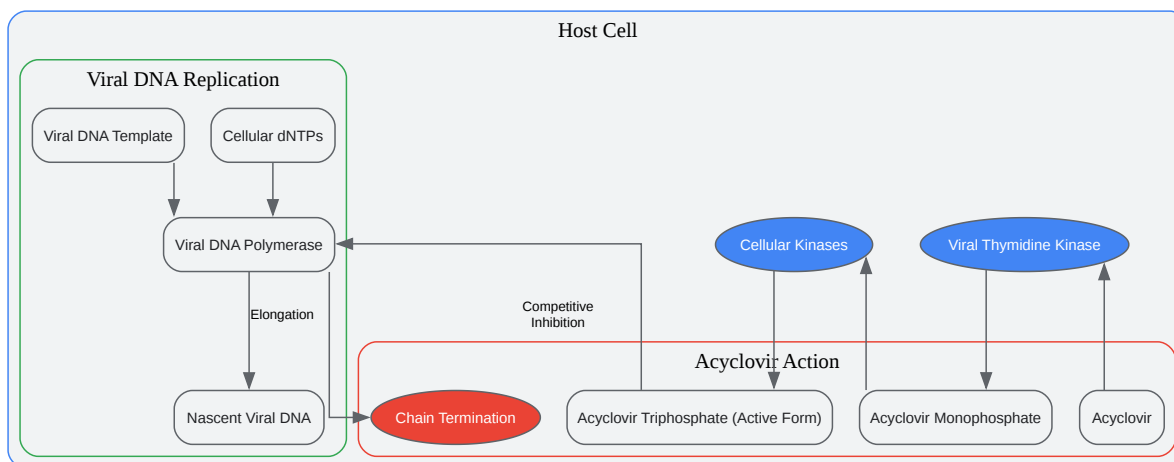 Host Cell
Viral DNA Replication
Viral DNA Template
Cellular dNTPs
Viral DNA Polymerase
Cellular Kinases
Viral Thymidine Kinase
Elongation
Competitive
Inhibition
Acyclovir Action
Nascent Viral DNA
Chain Termination
Acyclovir Triphosphate (Active Form)
Acyclovir Monophosphate
Acyclovir